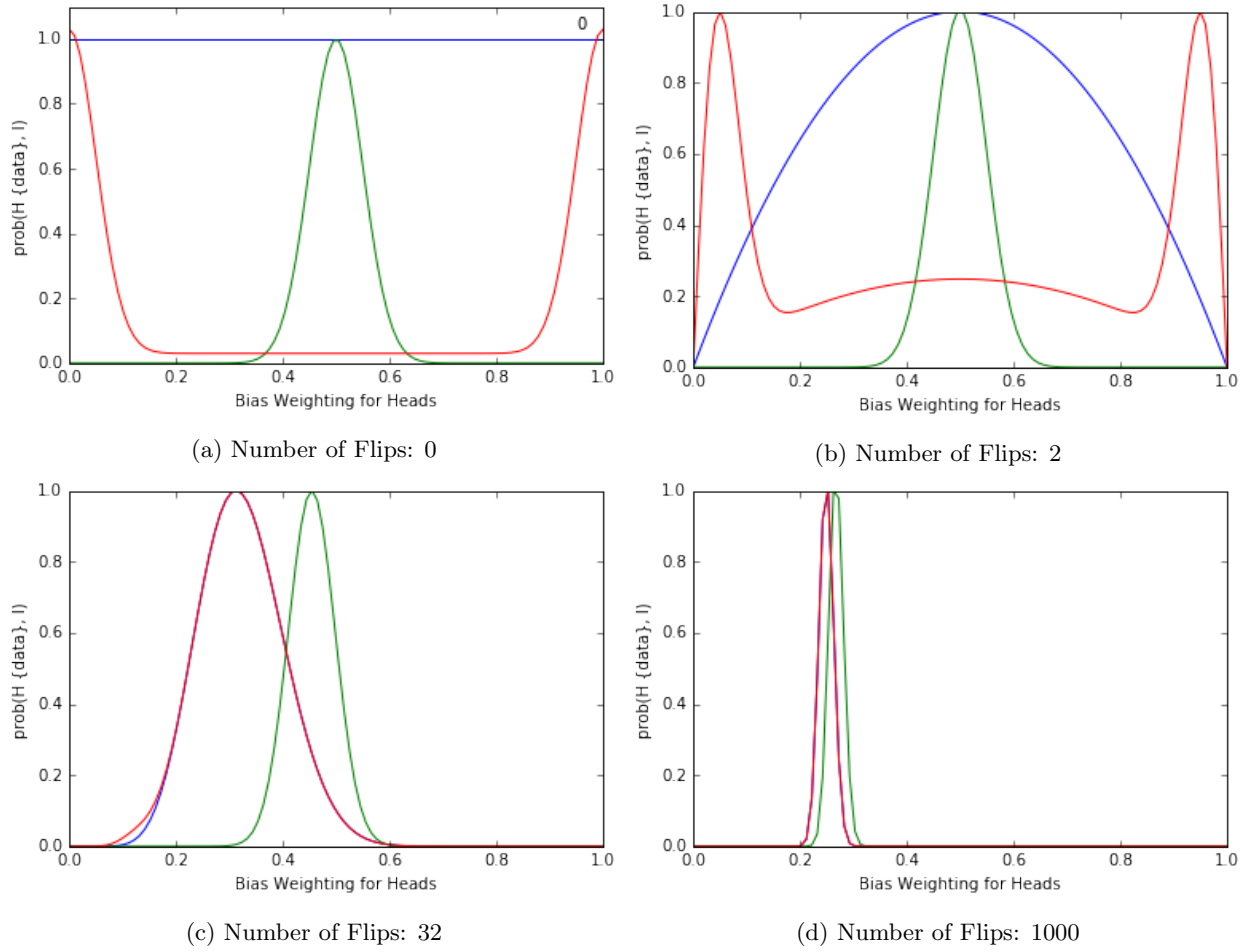 0
1.0
0.8
0.6
0.4
0.2
0.0
prob(H {data}, I)
0.0 0.2 0.4 0.6 0.8 1.0
Bias Weighting for Heads
(a) Number of Flips: 0
1.0
0.8
0.6
0.4
0.2
0.0
prob(H {data}, I)
0.0 0.2 0.4 0.6 0.8 1.0
Bias Weighting for Heads
(b) Number of Flips: 2
1.0
0.8
0.6
0.4
0.2
0.0
prob(H {data}, I)
0.0 0.2 0.4 0.6 0.8 1.0
Bias Weighting for Heads
(c) Number of Flips: 32
1.0
0.8
0.6
0.4
0.2
0.0
prob(H {data}, I)
0.0 0.2 0.4 0.6 0.8 1.0
Bias Weighting for Heads
(d) Number of Flips: 1000